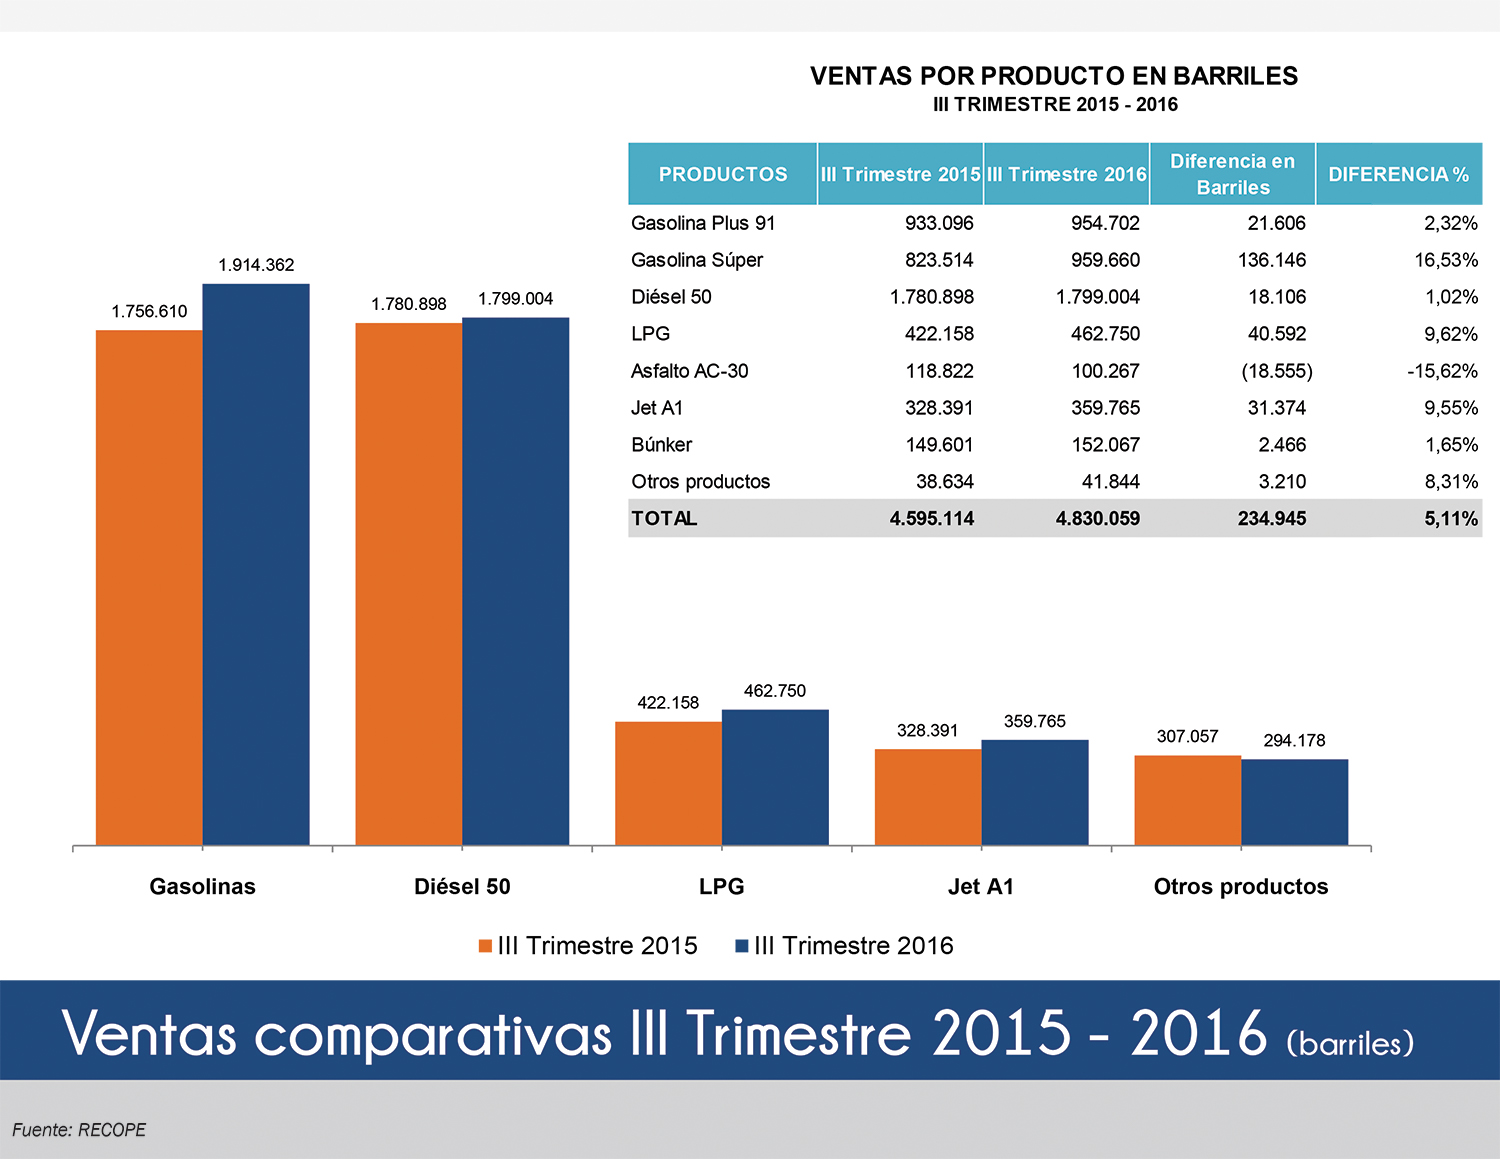 VENTAS POR PRODUCTO EN BARRILES
III TRIMESTRE 2015 - 2016
PRODUCTOS III Trimestre 2015 III Trimestre 2016 Diferencia en Barriles DIFERENCIA %
Gasolina Plus 91 933.096 954.702 21.606 2,32%
Gasolina Súper 823.514 959.660 136.146 16,53%
Diésel 50 1.780.898 1.799.004 18.106 1,02%
LPG 422.158 462.750 40.592 9,62%
Asfalto AC-30 118.822 100.267 (18.555) -15,62%
Jet A1 328.391 359.765 31.374 9,55%
Búnker 149.601 152.067 2.466 1,65%
Otros productos 38.634 41.844 3.210 8,31%
TOTAL 4.595.114 4.830.059 234.945 5,11%
1.756.610 1.914.362 1.780.898 1.799.004
422.158 462.750 328.391 359.765 307.057 294.178
Gasolinas Diésel 50 LPG Jet A1 Otros productos
III Trimestre 2015 III Trimestre 2016
Ventas comparativas III Trimestre 2015 - 2016 (barriles)
Fuente: RECOPE